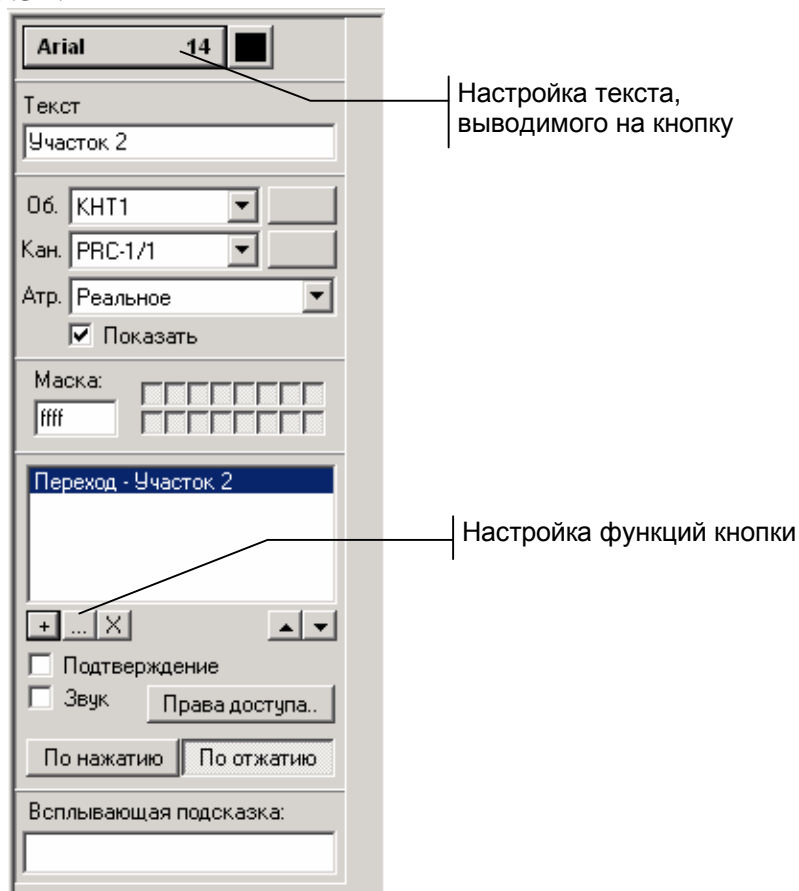 Arial 14
Настройка текста,
выводимого на кнопку
Текст
Участок 2
Об. КНТ1
Кан. PRC-1/1
Атр. Реальное
Показать
Маска:
ffff
Переход - Участок 2
Настройка функций кнопки
+ ... X
Подтверждение
Звук Права доступа..
По нажатию По отжатию
Всплывающая подсказка: